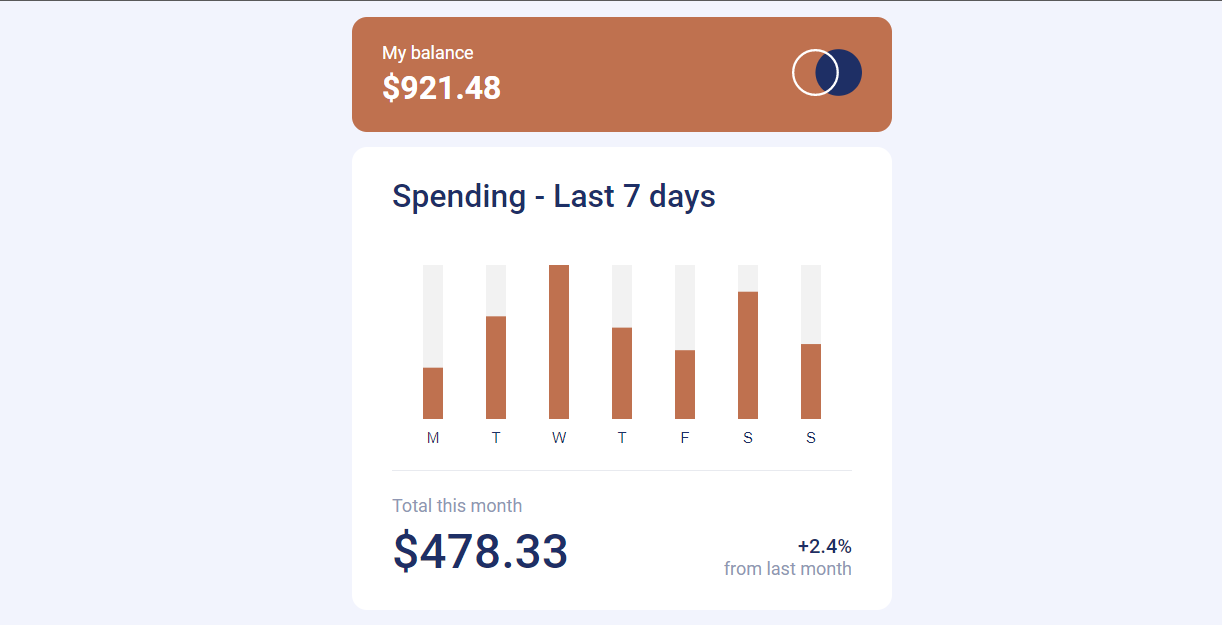 My balance
$921.48
Spending - Last 7 days
M T W T F S S
Total this month
$478.33
+2.4%
from last month